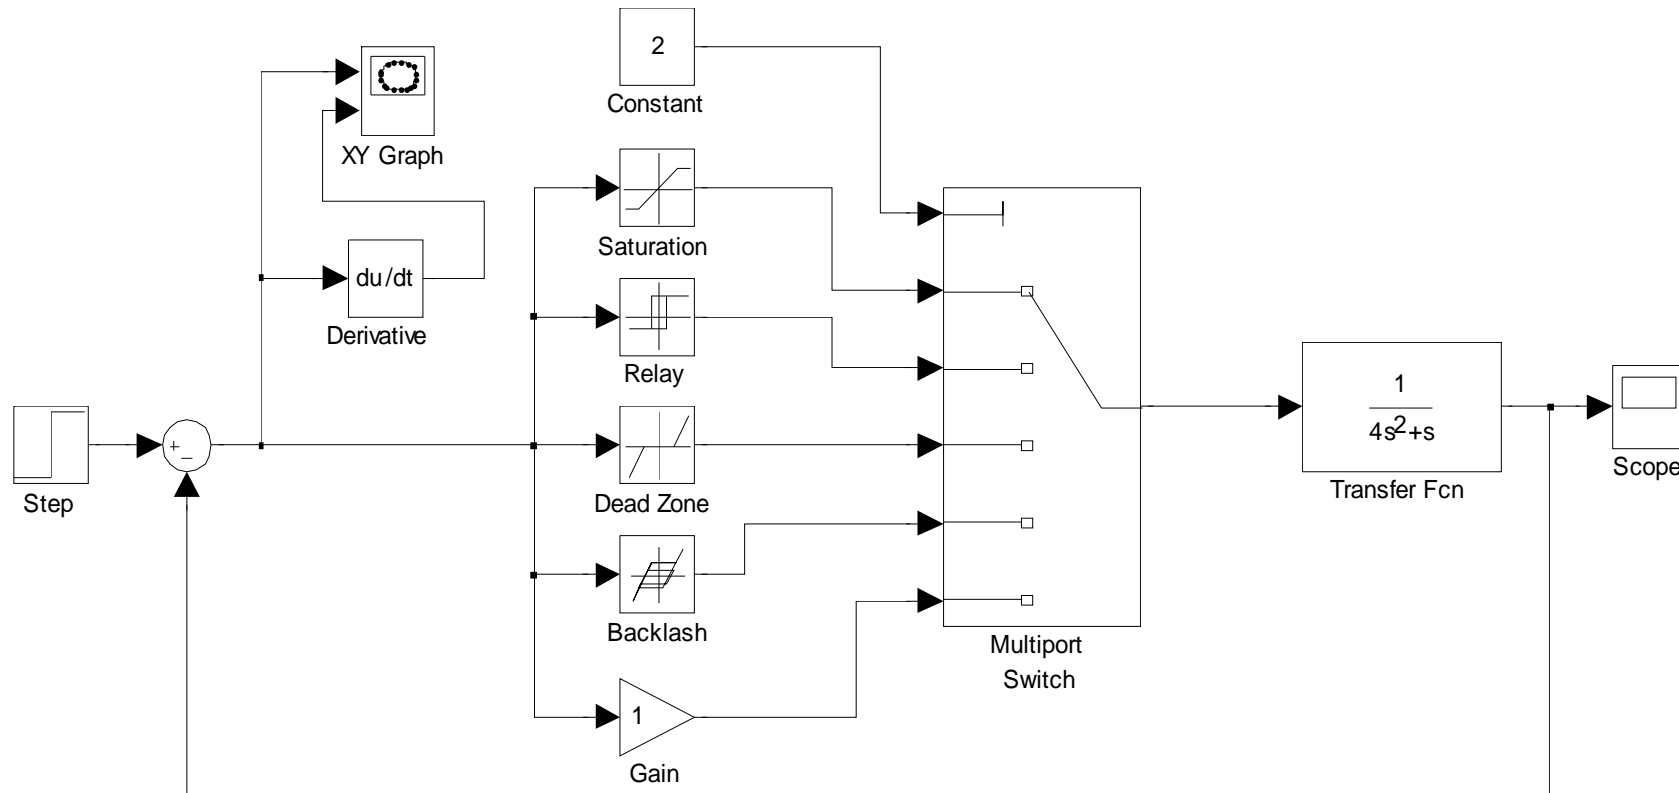 2
Constant
XY Graph
Saturation
du/dt
Derivative
Relay
1
4s²+s
Step
+
−
Dead Zone
Transfer Fcn
Scope
Backlash
Multiport
Switch
1
Gain